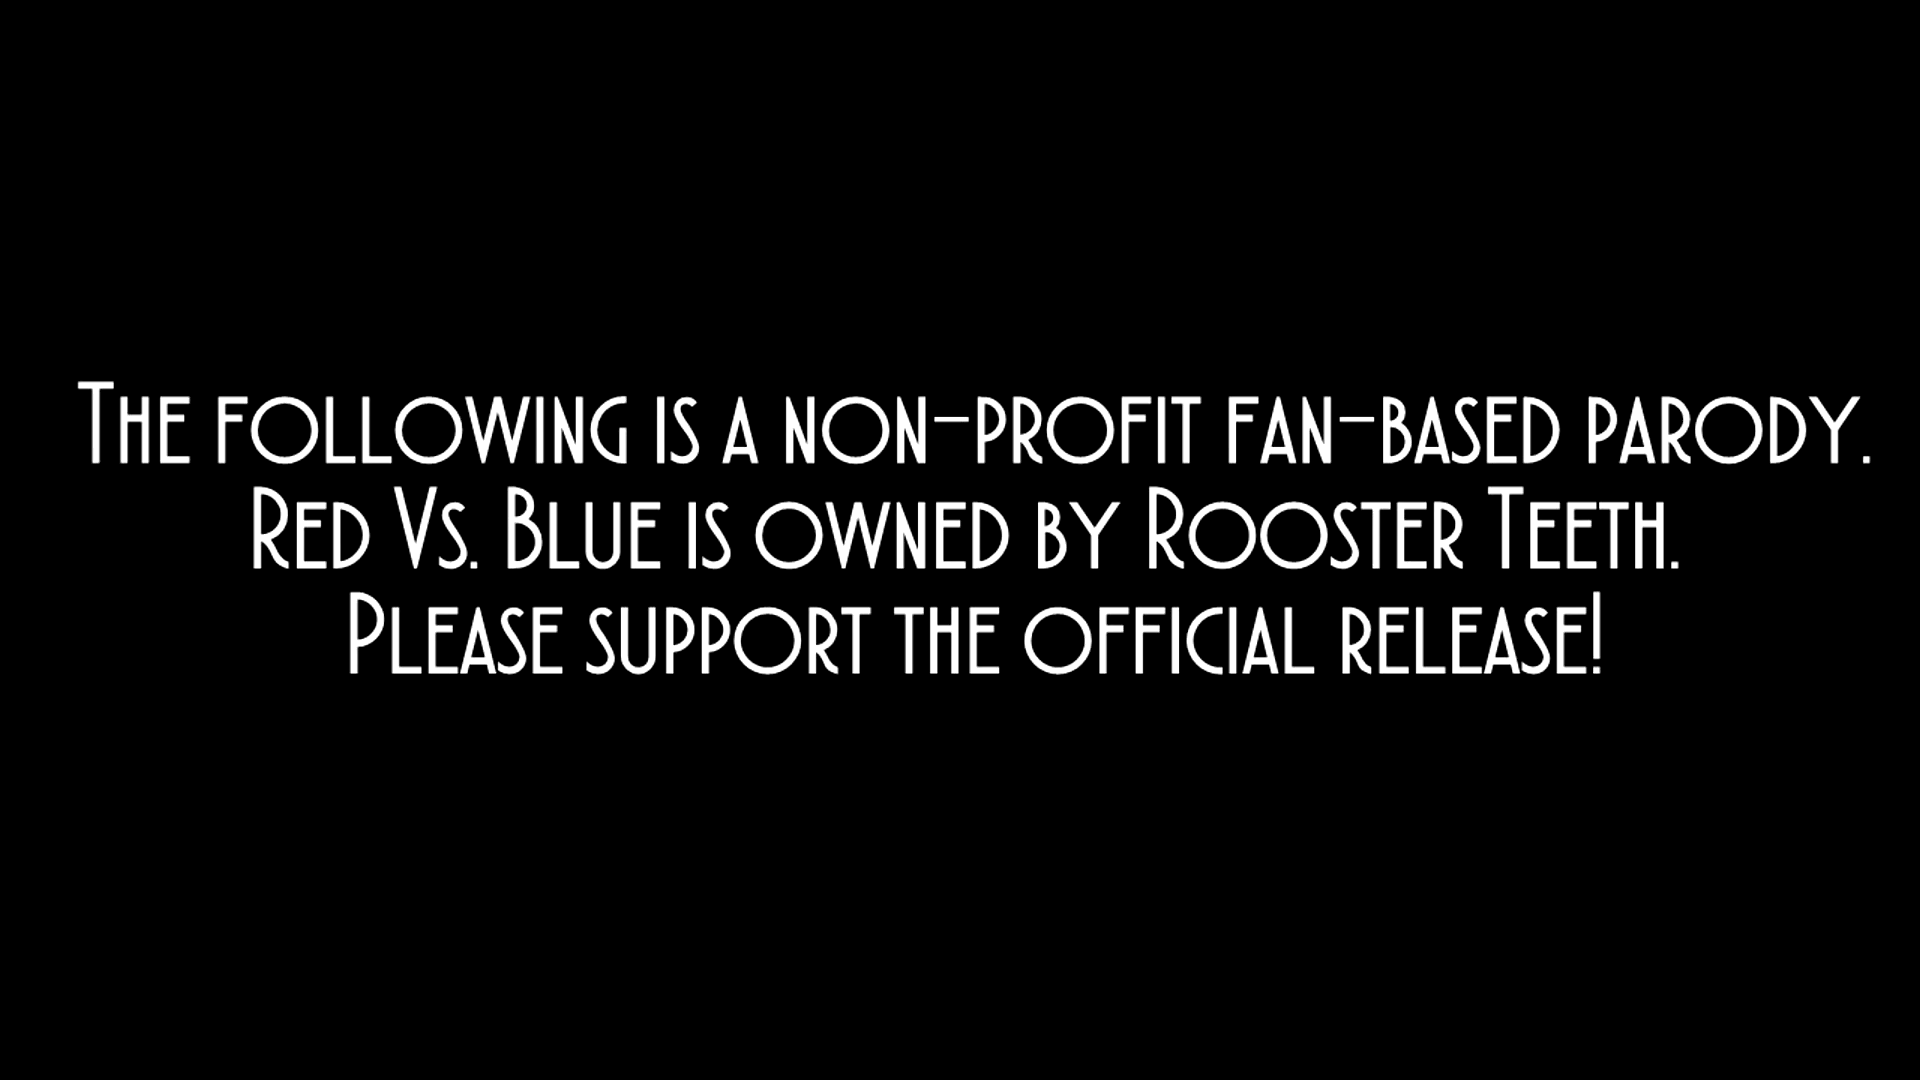 The following is a non-profit fan-based parody.
Red Vs. Blue is owned by Rooster Teeth.
Please support the official release!